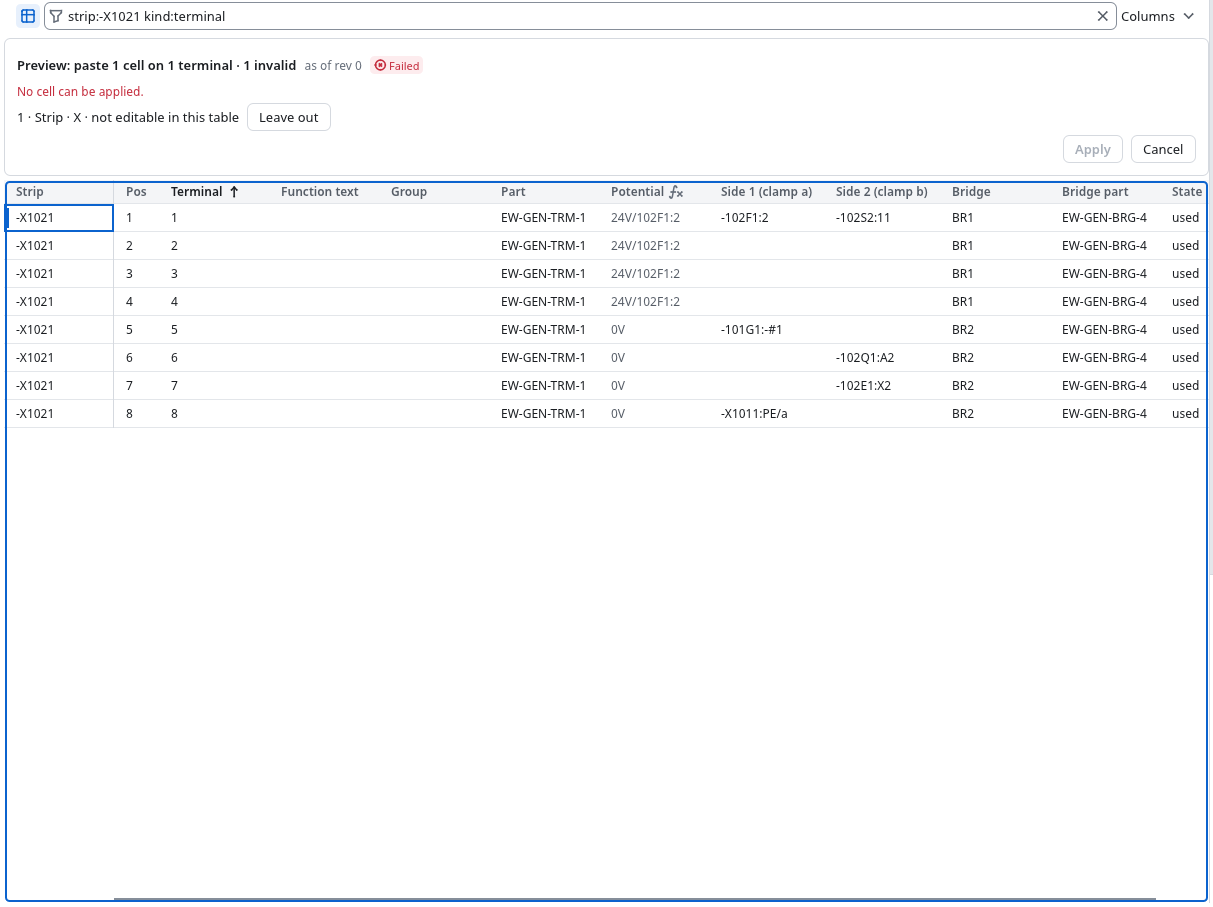 strip:-X1021 kind:terminal
Columns
Preview: paste 1 cell on 1 terminal · 1 invalid as of rev 0 Failed
No cell can be applied.
1 · Strip · X · not editable in this table Leave out
Apply Cancel
Strip Pos Terminal ↑ Function text Group Part Potential fx Side 1 (clamp a) Side 2 (clamp b) Bridge Bridge part State
-X1021 1 1 EW-GEN-TRM-1 24V/102F1:2 -102F1:2 -102S2:11 BR1 EW-GEN-BRG-4 used
-X1021 2 2 EW-GEN-TRM-1 24V/102F1:2 BR1 EW-GEN-BRG-4 used
-X1021 3 3 EW-GEN-TRM-1 24V/102F1:2 BR1 EW-GEN-BRG-4 used
-X1021 4 4 EW-GEN-TRM-1 24V/102F1:2 BR1 EW-GEN-BRG-4 used
-X1021 5 5 EW-GEN-TRM-1 0V -101G1:-#1 BR2 EW-GEN-BRG-4 used
-X1021 6 6 EW-GEN-TRM-1 0V -102Q1:A2 BR2 EW-GEN-BRG-4 used
-X1021 7 7 EW-GEN-TRM-1 0V -102E1:X2 BR2 EW-GEN-BRG-4 used
-X1021 8 8 EW-GEN-TRM-1 0V -X1011:PE/a BR2 EW-GEN-BRG-4 used